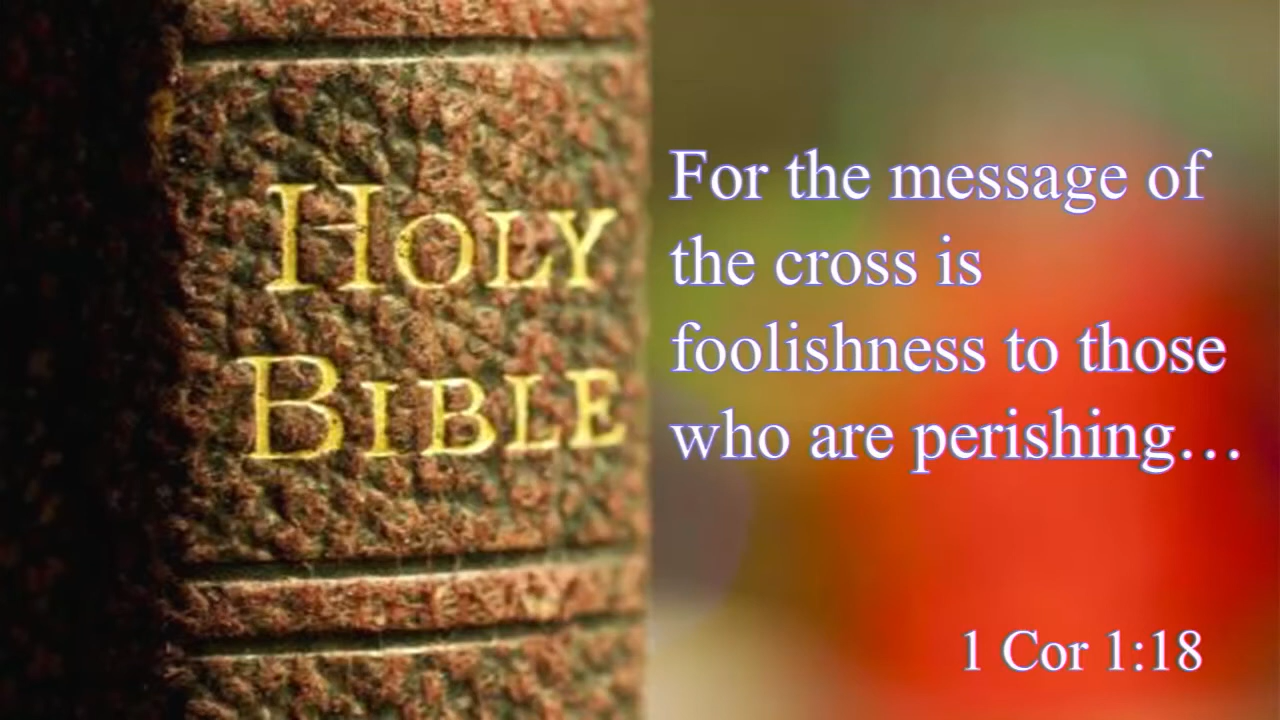 HOLY
BIBLE
For the message of
the cross is
foolishness to those
who are perishing…
1 Cor 1:18